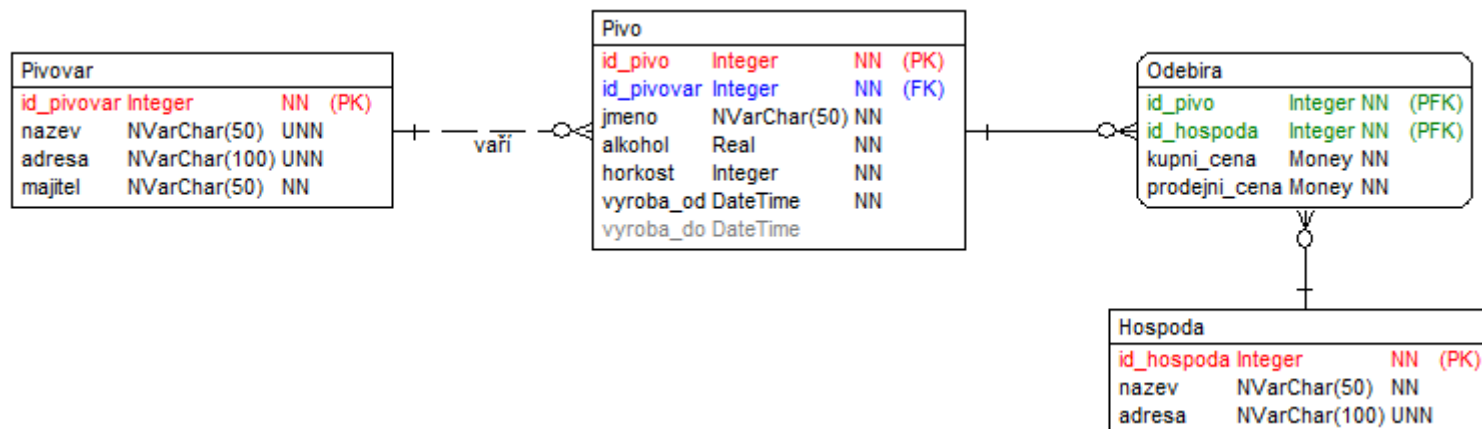 Pivovar
id_pivovar Integer NN (PK)
nazev NVarChar(50) UNN
adresa NVarChar(100) UNN
majitel NVarChar(50) NN
vaří
Pivo
id_pivo Integer NN (PK)
id_pivovar Integer NN (FK)
jmeno NVarChar(50) NN
alkohol Real NN
horkost Integer NN
vyroba_od DateTime NN
vyroba_do DateTime
Odebira
id_pivo Integer NN (PFK)
id_hospoda Integer NN (PFK)
kupni_cena Money NN
prodejni_cena Money NN
Hospoda
id_hospoda Integer NN (PK)
nazev NVarChar(50) NN
adresa NVarChar(100) UNN